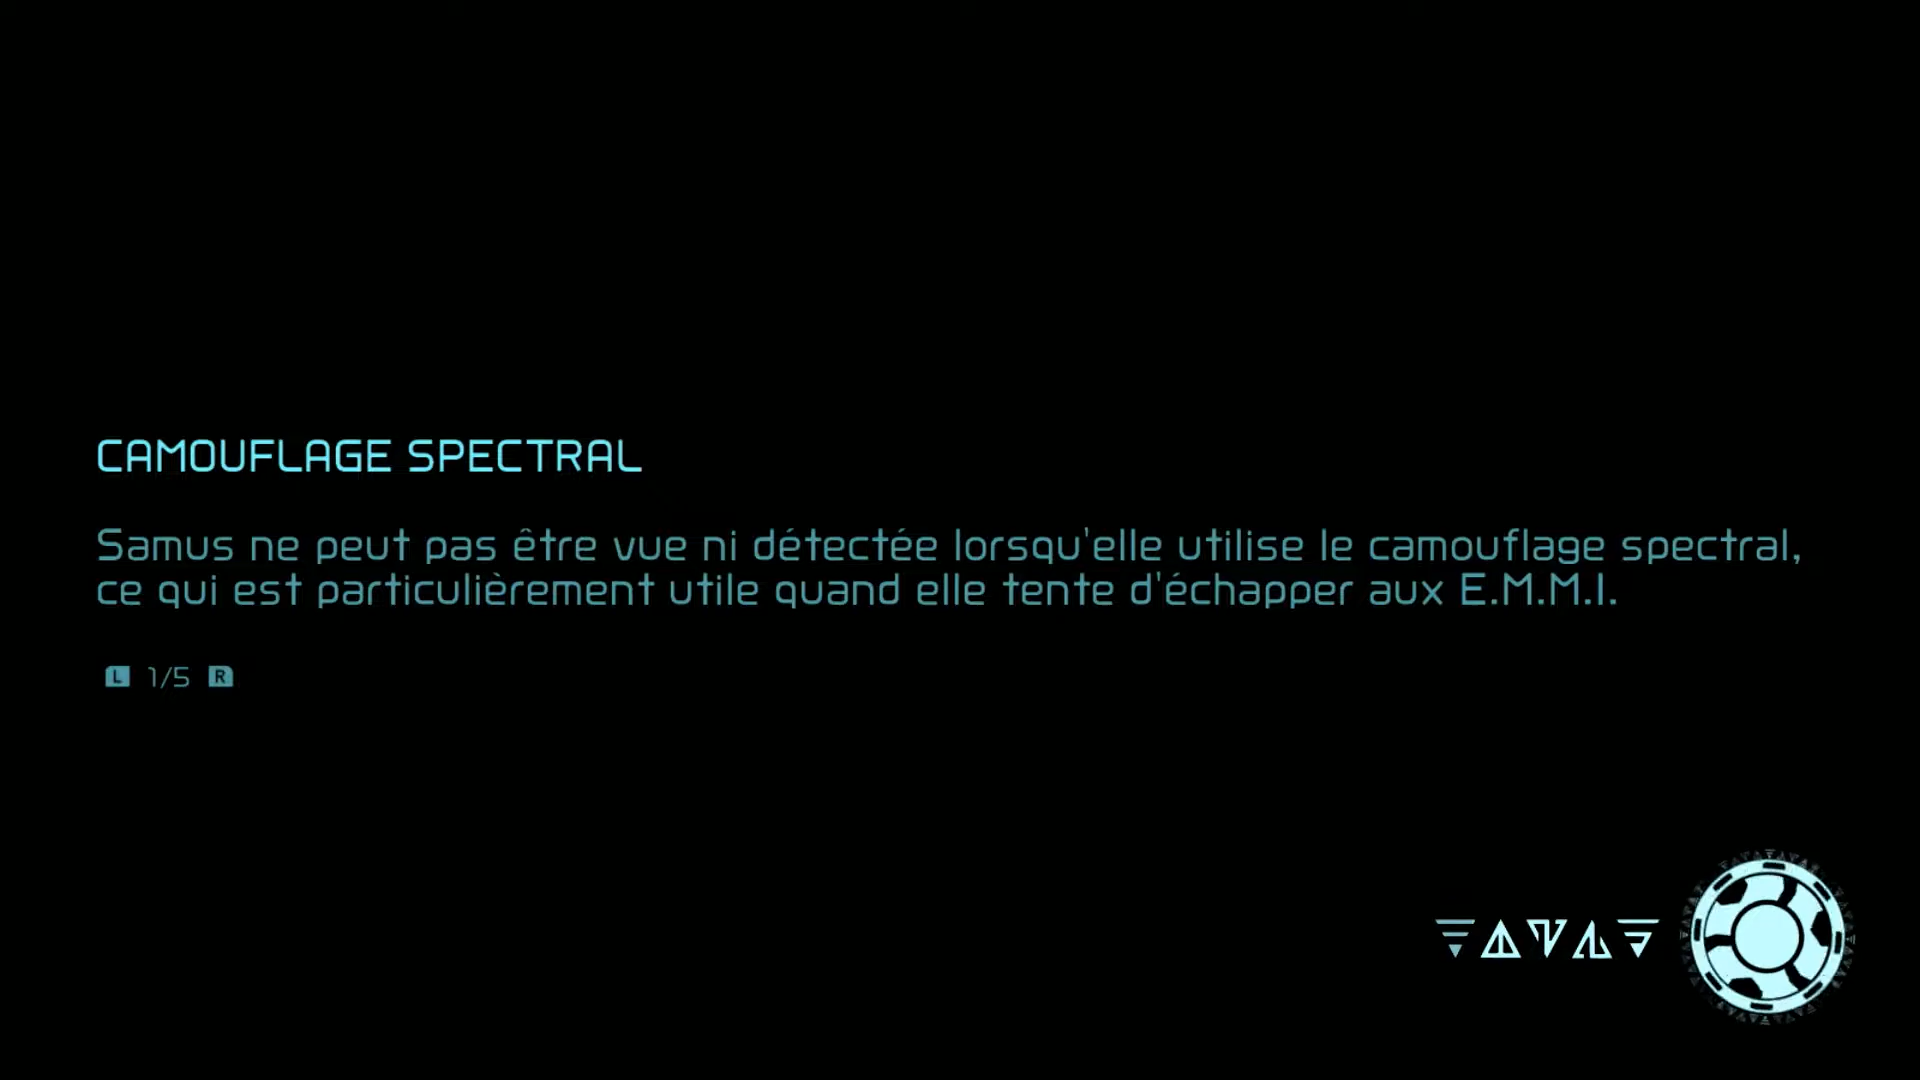 CAMOUFLAGE SPECTRAL
Samus ne peut pas être vue ni détectée lorsqu'elle utilise le camouflage spectral,
ce qui est particulièrement utile quand elle tente d'échapper aux E.M.M.I.
L 1/5 R